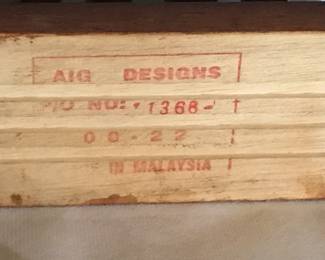 AIG DESIGNS
NO: 1368-
00-22
IN MALAYSIA